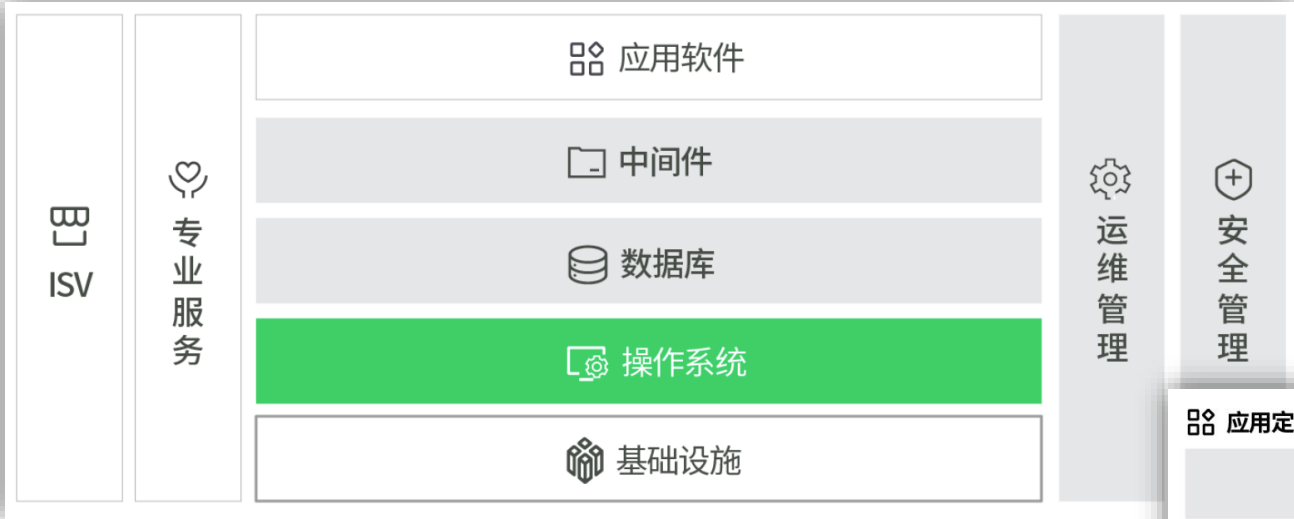 ISV
专业服务
应用软件
中间件
数据库
操作系统
基础设施
运维管理
安全管理
应用定